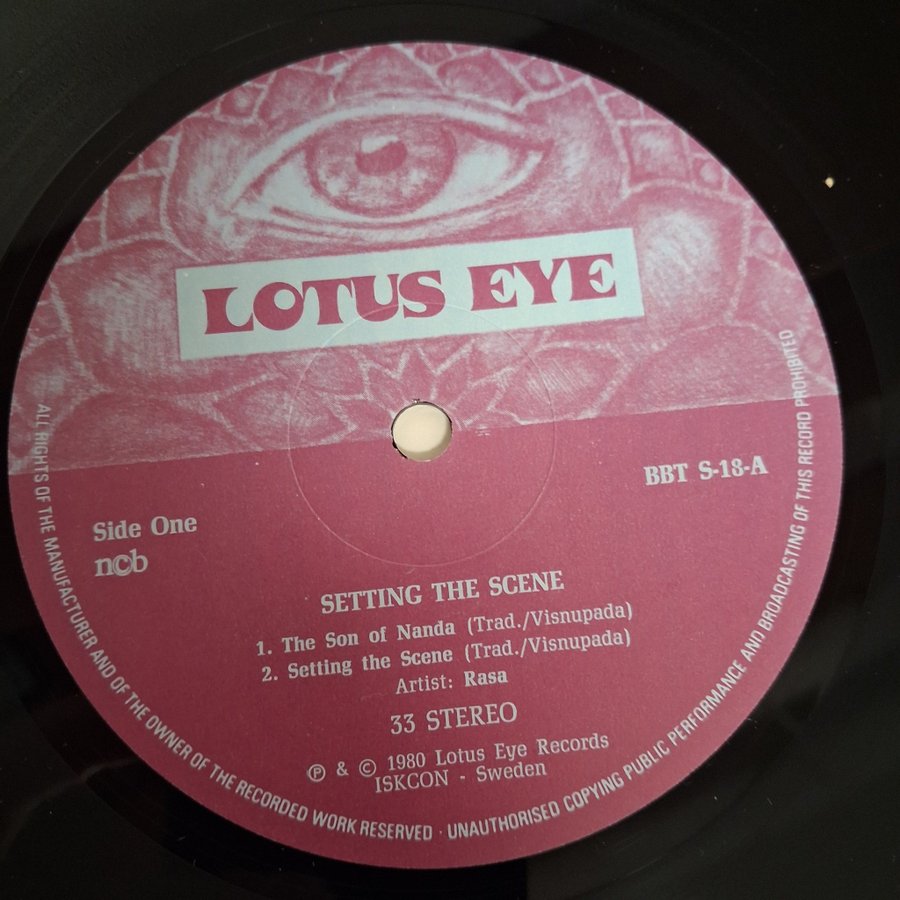 LOTUS EYE
BBT S-18-A
Side One
ncb
SETTING THE SCENE
1. The Son of Nanda (Trad./Visnupada)
2. Setting the Scene (Trad./Visnupada)
Artist: Rasa
33 STEREO
℗ & © 1980 Lotus Eye Records
ISKCON - Sweden
ALL RIGHTS OF THE MANUFACTURER AND OF THE OWNER OF THE RECORDED WORK RESERVED · UNAUTHORISED COPYING PUBLIC PERFORMANCE AND BROADCASTING OF THIS RECORD PROHIBITED